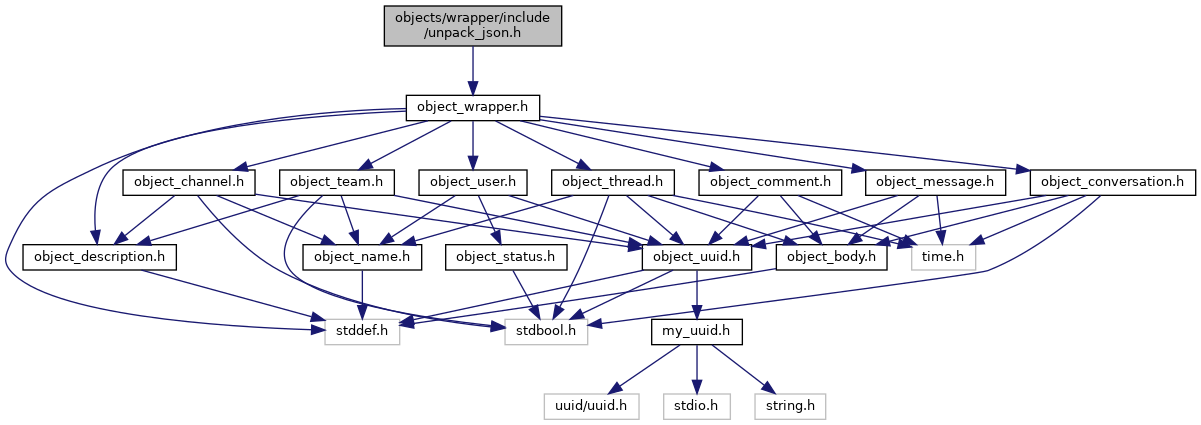 objects/wrapper/include
/unpack_json.h
object_wrapper.h
object_channel.h
object_team.h
object_user.h
object_thread.h
object_comment.h
object_message.h
object_conversation.h
object_description.h
object_name.h
object_status.h
object_uuid.h
object_body.h
time.h
stddef.h
stdbool.h
my_uuid.h
uuid/uuid.h
stdio.h
string.h